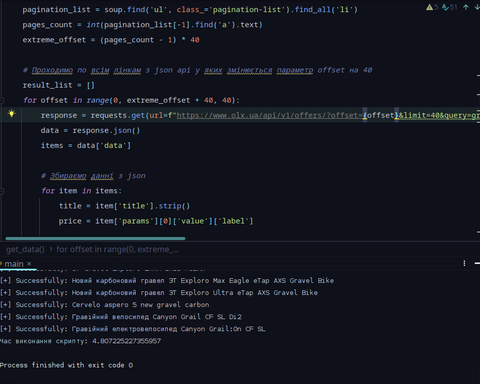 pagination_list = soup.find('ul', class_='pagination-list').find_all('li')
5 51
pages_count = int(pagination_list[-1].find('a').text)
extreme_offset = (pages_count - 1) * 40
# Проходимо по всім лінкам з json api у яких змінюється параметр offset на 40
result_list = []
for offset in range(0, extreme_offset + 40, 40):
response = requests.get(url=f"https://www.olx.ua/api/v1/offers/?offset={offset}&limit=40&query=gr
data = response.json()
items = data['data']
# Збираємо данні з json
for item in items:
title = item['title'].strip()
price = item['params'][0]['value']['label']
get_data() › for offset in range(0, extreme_...
main ×
[+] Successfully: Новий карбоновий гравел 3T Exploro Max Eagle eTap AXS Gravel Bike
[+] Successfully: Новий карбоновий гравел 3T Exploro Ultra eTap AXS Gravel Bike
[+] Successfully: Cervelo aspero 5 new gravel carbon
[+] Successfully: Гравійний велосипед Canyon Grail CF SL Di2
[+] Successfully: Гравійний електровелосипед Canyon Grail:On CF SL
Час виконання скрипту: 4.807225227355957
Process finished with exit code 0